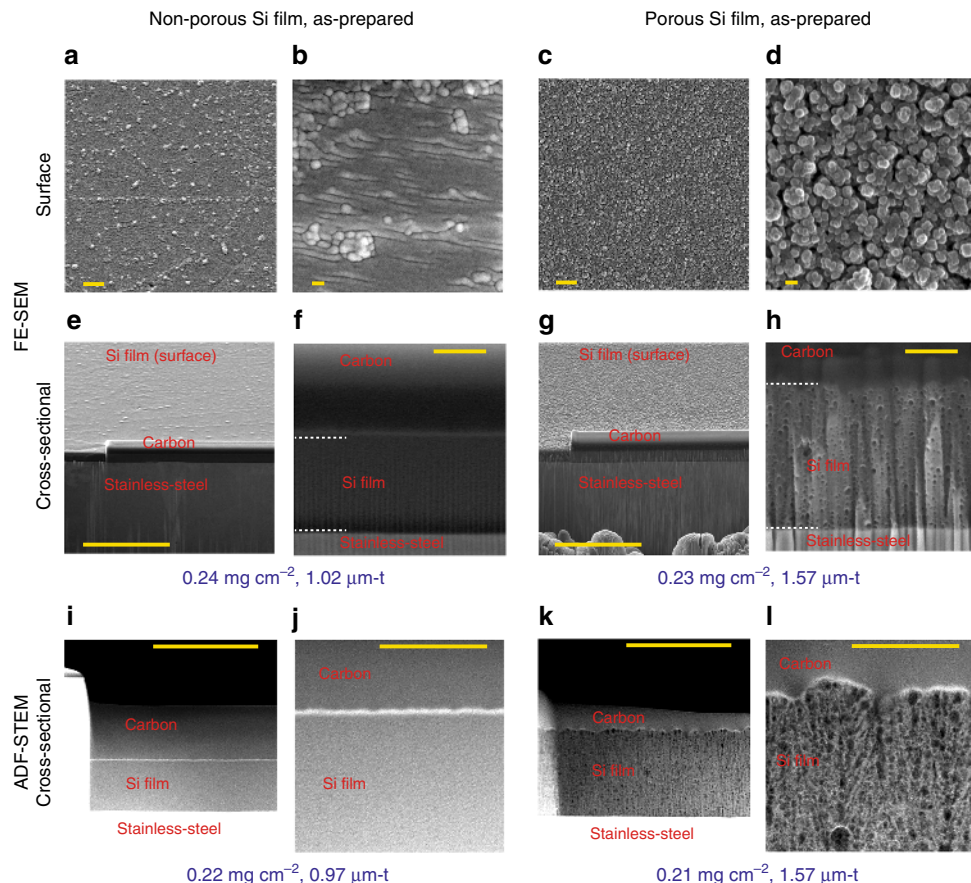 Non-porous Si film, as-prepared
Porous Si film, as-prepared
a
b
c
d
Surface
FE-SEM
e
f
g
h
Si film (surface)
Carbon
Stainless-steel
Carbon
Si film
Stainless-steel
Si film (surface)
Carbon
Stainless-steel
Carbon
Si film
Stainless-steel
Cross-sectional
0.24 mg cm⁻², 1.02 μm-t
0.23 mg cm⁻², 1.57 μm-t
i
j
k
l
Carbon
Si film
Stainless-steel
Carbon
Si film
Carbon
Si film
Stainless-steel
Carbon
Si film
ADF-STEM
Cross-sectional
0.22 mg cm⁻², 0.97 μm-t
0.21 mg cm⁻², 1.57 μm-t